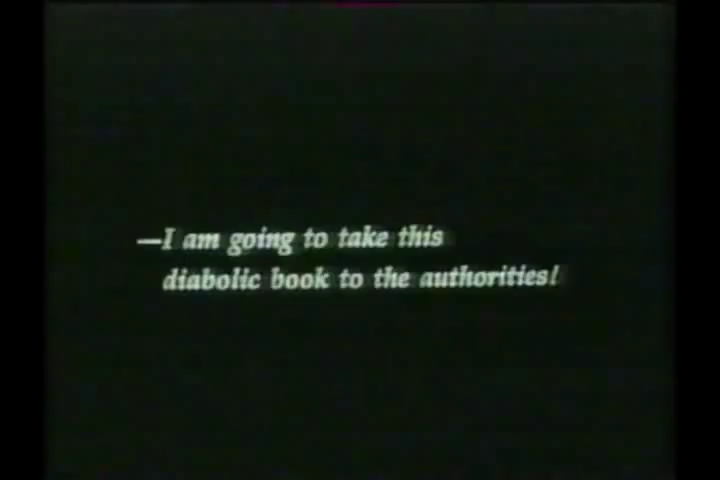 —I am going to take this
diabolic book to the authorities!